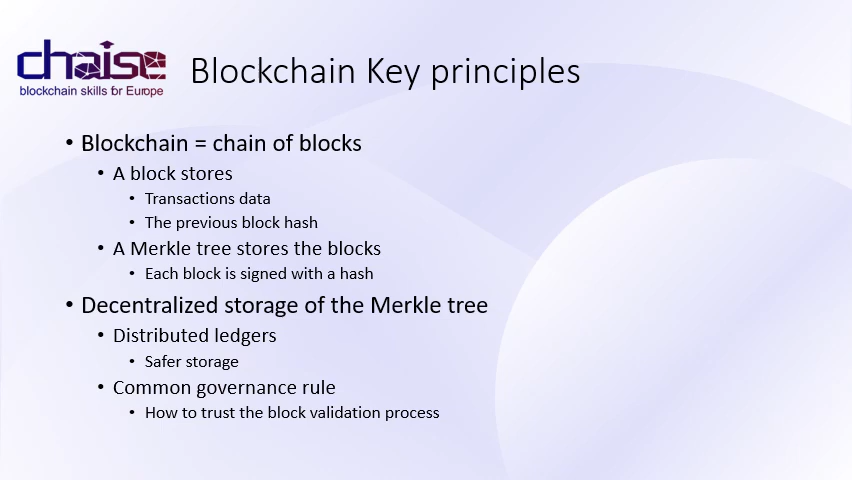 chaise
blockchain skills for Europe
Blockchain Key principles
• Blockchain = chain of blocks
• A block stores
• Transactions data
• The previous block hash
• A Merkle tree stores the blocks
• Each block is signed with a hash
• Decentralized storage of the Merkle tree
• Distributed ledgers
• Safer storage
• Common governance rule
• How to trust the block validation process